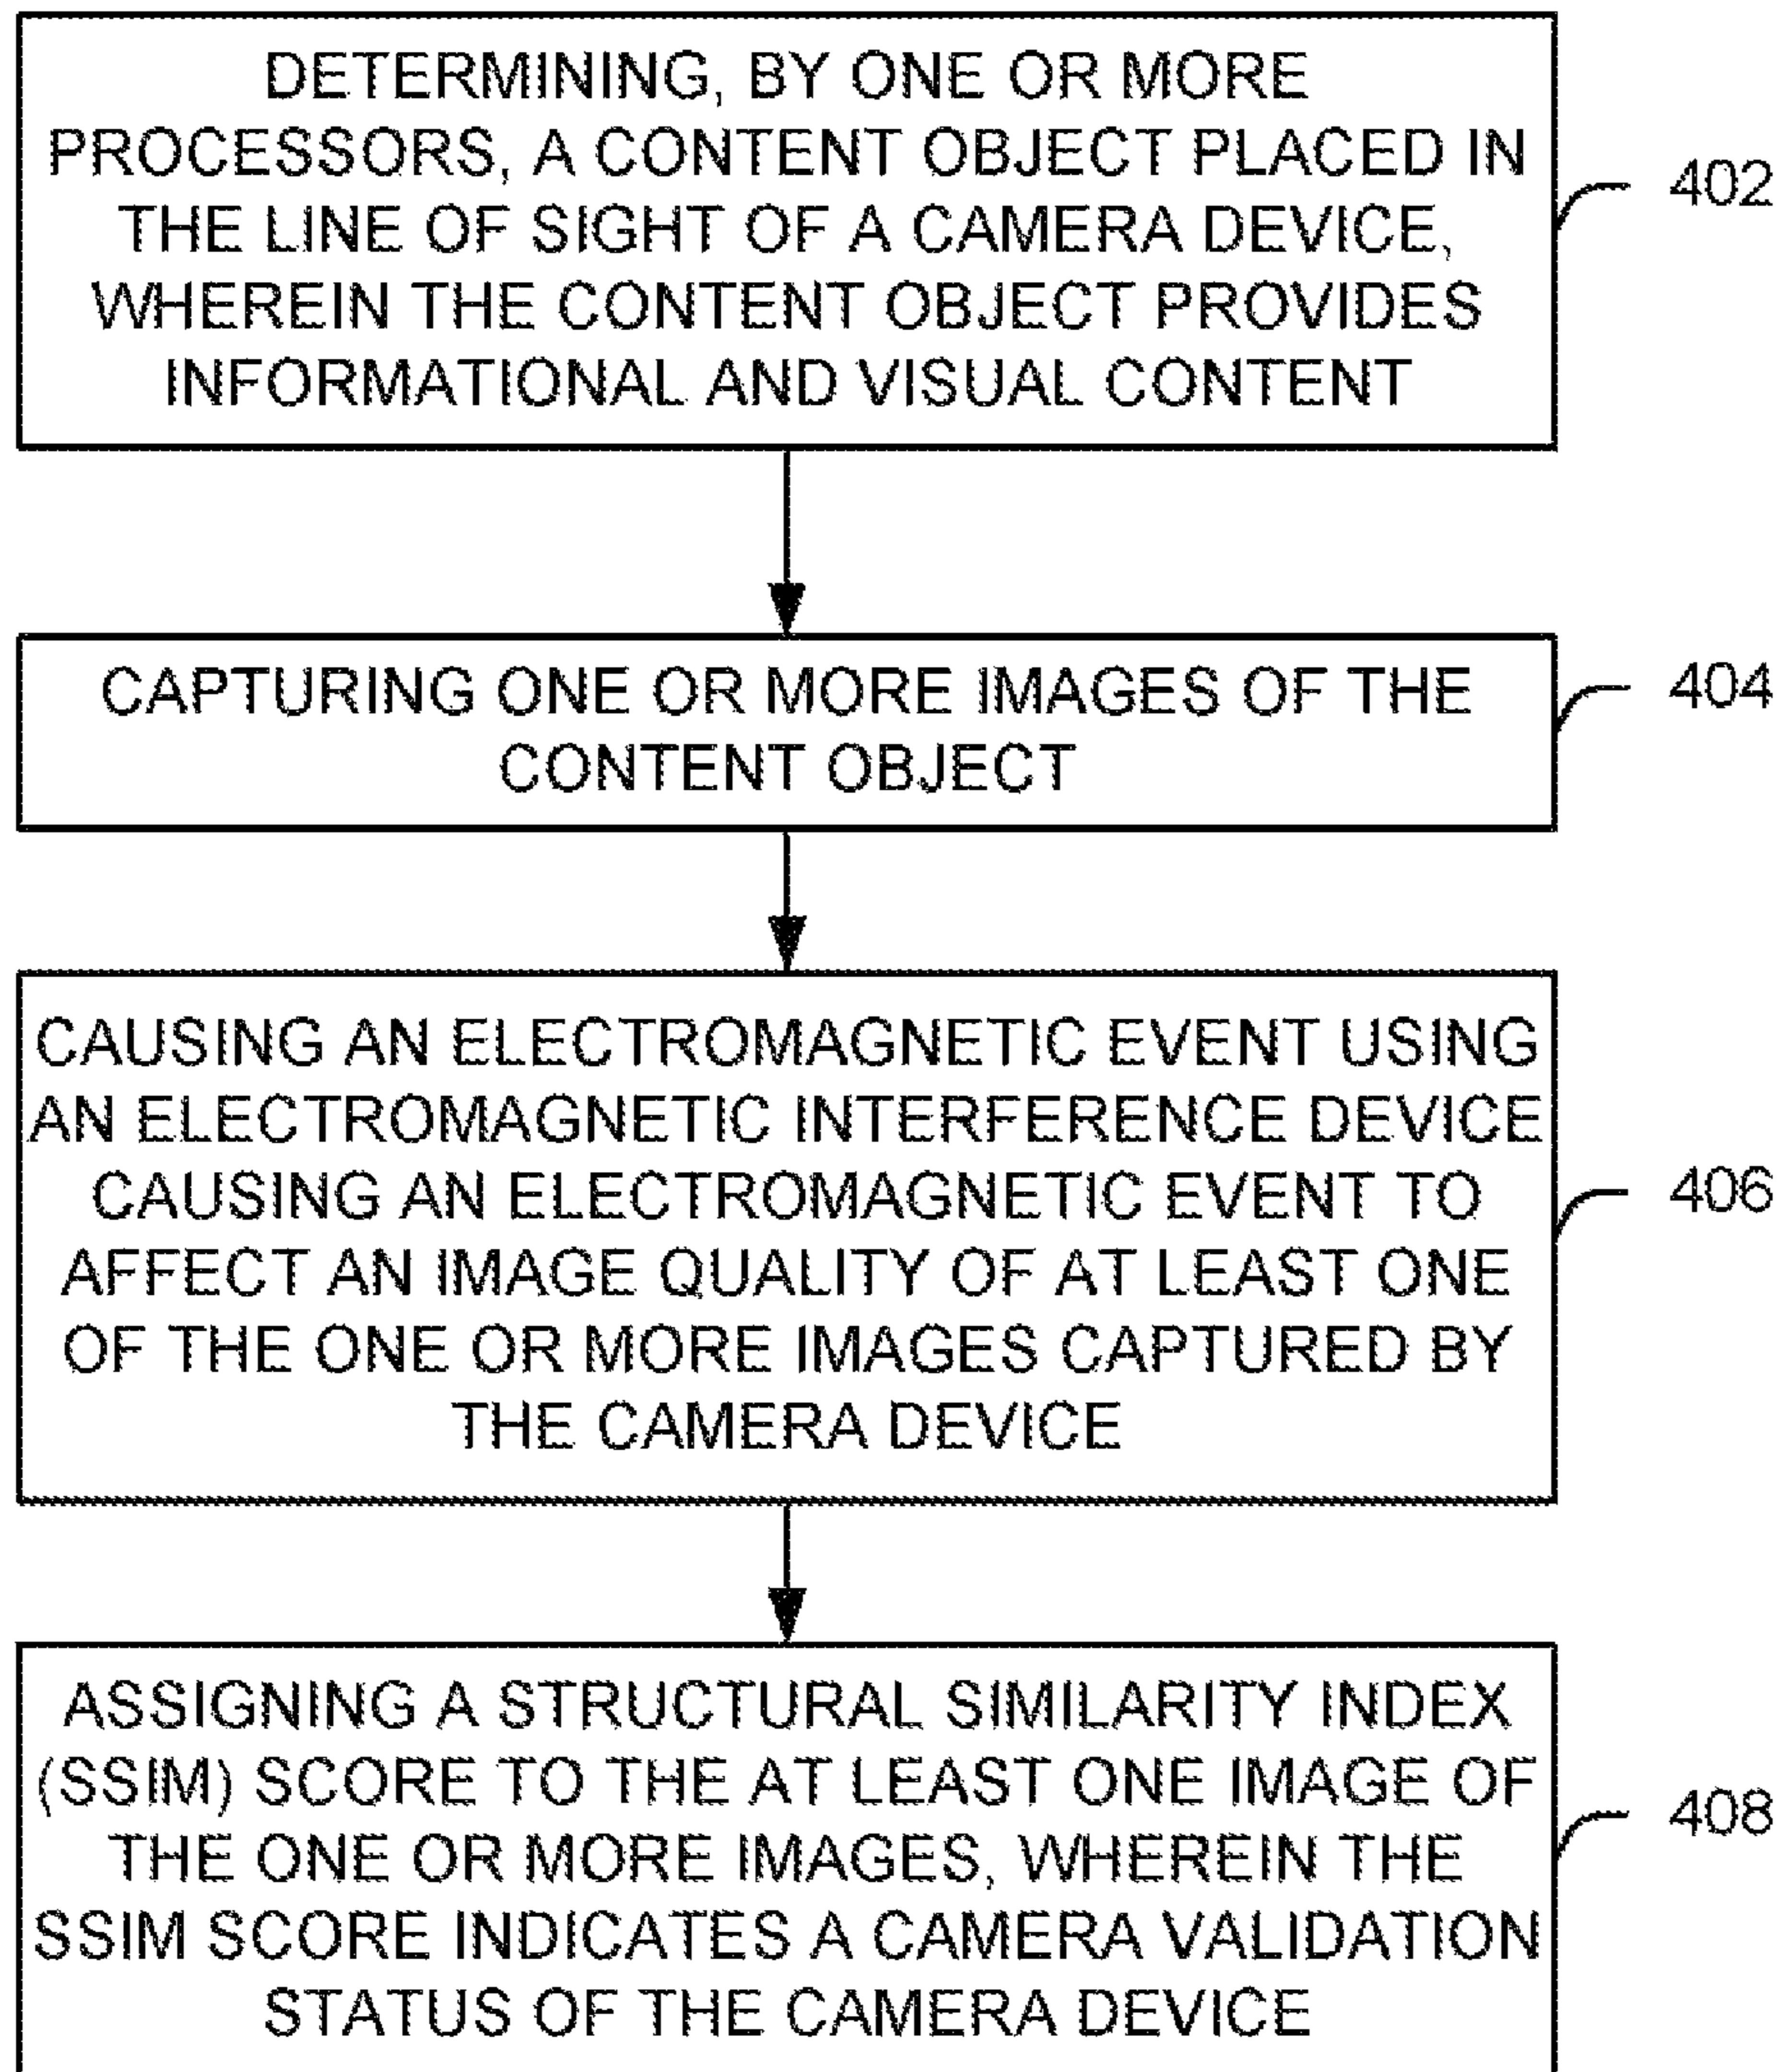 DETERMINING, BY ONE OR MORE
PROCESSORS, A CONTENT OBJECT PLACED IN
THE LINE OF SIGHT OF A CAMERA DEVICE,
WHEREIN THE CONTENT OBJECT PROVIDES
INFORMATIONAL AND VISUAL CONTENT
402
CAPTURING ONE OR MORE IMAGES OF THE
CONTENT OBJECT
404
CAUSING AN ELECTROMAGNETIC EVENT USING
AN ELECTROMAGNETIC INTERFERENCE DEVICE
CAUSING AN ELECTROMAGNETIC EVENT TO
AFFECT AN IMAGE QUALITY OF AT LEAST ONE
OF THE ONE OR MORE IMAGES CAPTURED BY
THE CAMERA DEVICE
406
ASSIGNING A STRUCTURAL SIMILARITY INDEX
(SSIM) SCORE TO THE AT LEAST ONE IMAGE OF
THE ONE OR MORE IMAGES, WHEREIN THE
SSIM SCORE INDICATES A CAMERA VALIDATION
STATUS OF THE CAMERA DEVICE
408